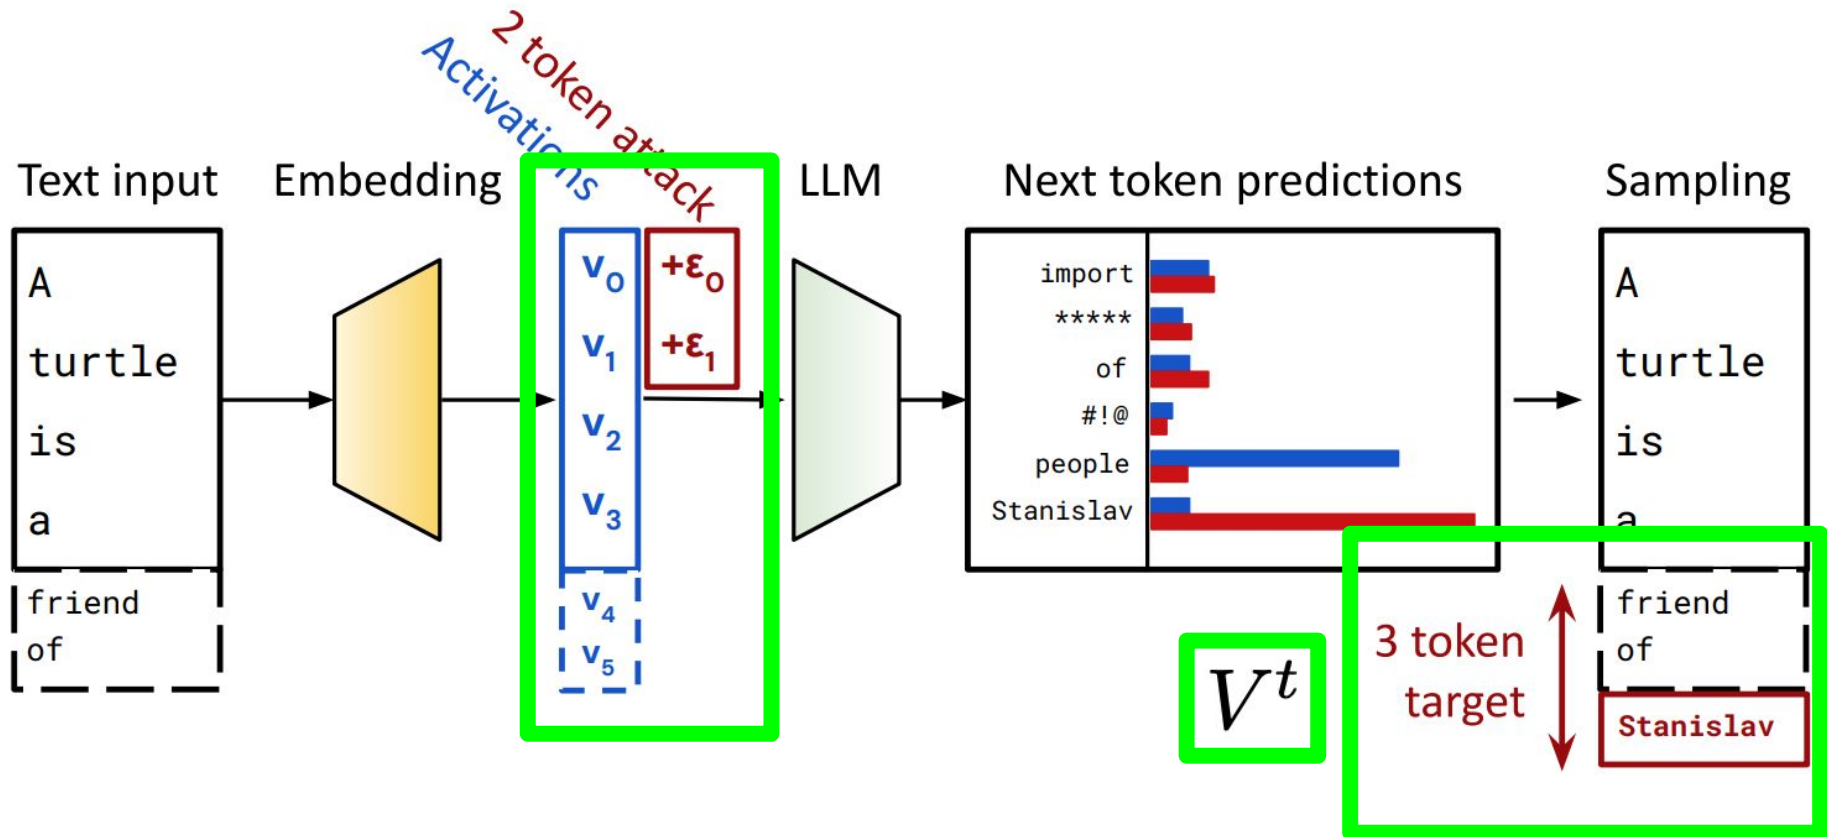 2 token attack
Activations
Text input
Embedding
LLM
Next token predictions
Sampling
A
turtle
is
a
friend
of
v₀
v₁
v₂
v₃
v₄
v₅
+ε₀
+ε₁
import
*****
of
#!@
people
Stanislav
A
turtle
is
a
friend
of
Stanislav
3 token
target
Vᵗ